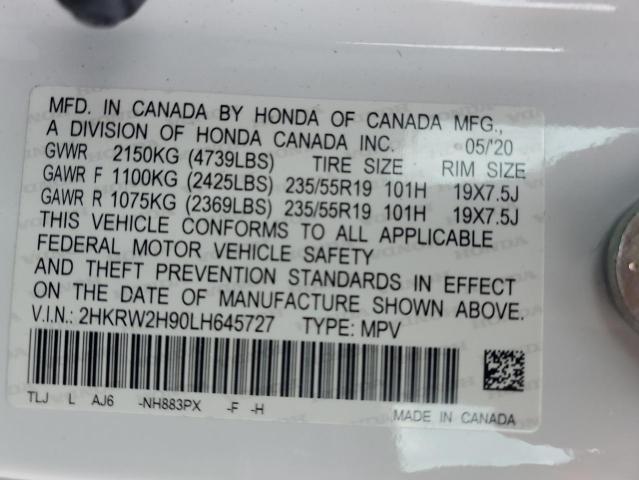 MFD. IN CANADA BY HONDA OF CANADA MFG.,
A DIVISION OF HONDA CANADA INC. 05/'20
GVWR 2150KG (4739LBS) TIRE SIZE RIM SIZE
GAWR F 1100KG (2425LBS) 235/55R19 101H 19X7.5J
GAWR R 1075KG (2369LBS) 235/55R19 101H 19X7.5J
THIS VEHICLE CONFORMS TO ALL APPLICABLE
FEDERAL MOTOR VEHICLE SAFETY
AND THEFT PREVENTION STANDARDS IN EFFECT
ON THE DATE OF MANUFACTURE SHOWN ABOVE.
V.I.N.: 2HKRW2H90LH645727 TYPE: MPV
TLJ L AJ6 -NH883PX -F -H
MADE IN CANADA